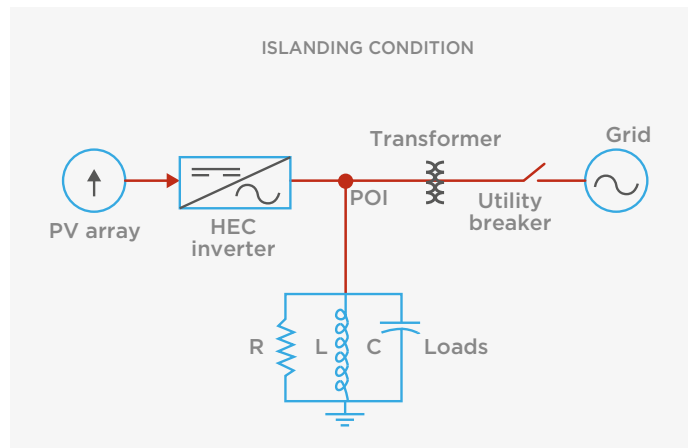 ISLANDING CONDITION
Transformer
Grid
POI
Utility
breaker
PV array
HEC
inverter
R
L
C
Loads